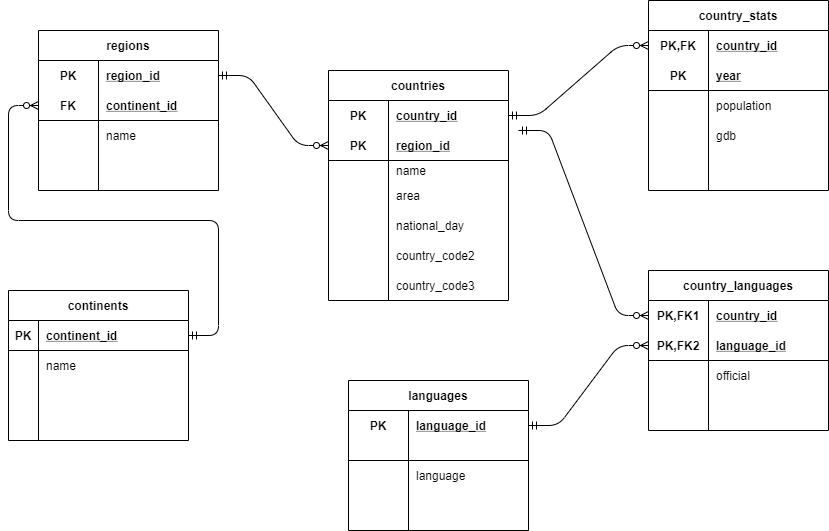 regions
PK region_id
FK continent_id
name
continents
PK continent_id
name
countries
PK country_id
PK region_id
name
area
national_day
country_code2
country_code3
languages
PK language_id
language
country_stats
PK,FK country_id
PK year
population
gdb
country_languages
PK,FK1 country_id
PK,FK2 language_id
official